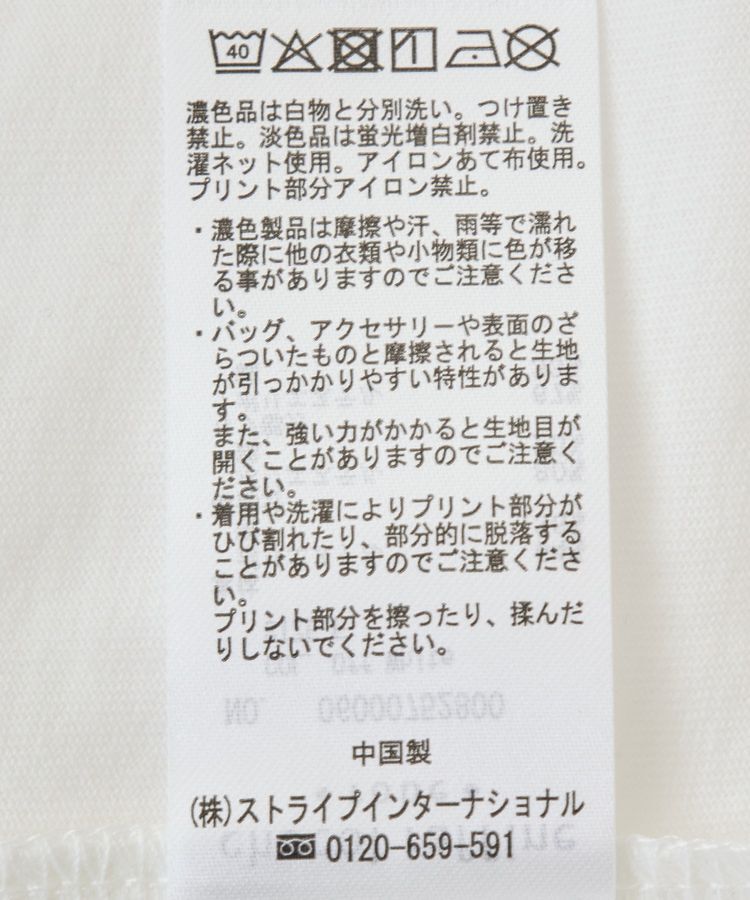 40
濃色品は白物と分別洗い。つけ置き
禁止。淡色品は蛍光増白剤禁止。洗
濯ネット使用。アイロンあて布使用。
プリント部分アイロン禁止。
・濃色製品は摩擦や汗、雨等で濡れ
た際に他の衣類や小物類に色が移
る事がありますのでご注意くださ
い。
・バッグ、アクセサリーや表面のざ
らついたものと摩擦されると生地
が引っかかりやすい特性がありま
す。
また、強い力がかかると生地目が
開くことがありますのでご注意く
ださい。
・着用や洗濯によりプリント部分が
ひび割れたり、部分的に脱落する
ことがありますのでご注意くださ
い。
プリント部分を擦ったり、揉んだ
りしないでください。
NO. 06000752800
中国製
(株)ストライプインターナショナル
0120-659-591